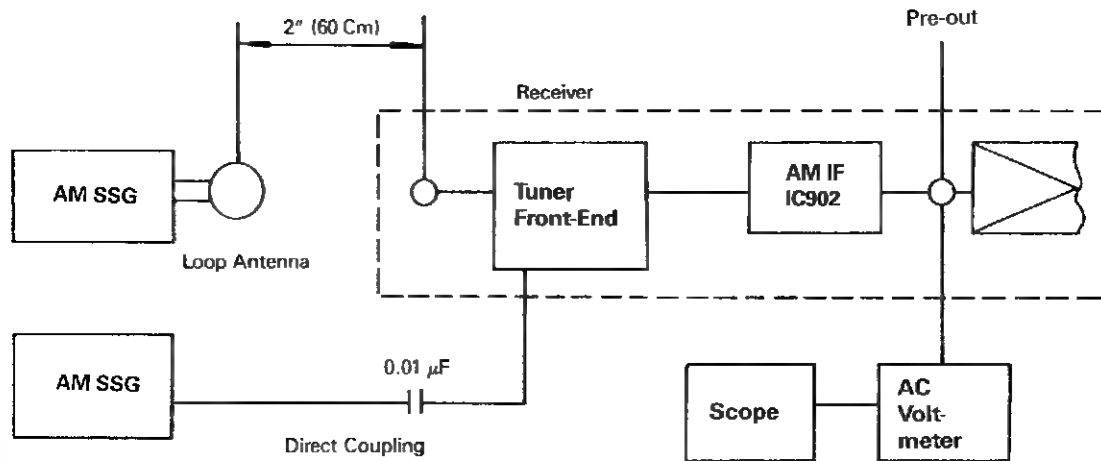 2" (60 Cm)
Pre-out
Receiver
AM SSG
Loop Antenna
Tuner
Front-End
AM IF
IC902
AM SSG
0.01 μF
Direct Coupling
Scope
AC
Volt-
meter